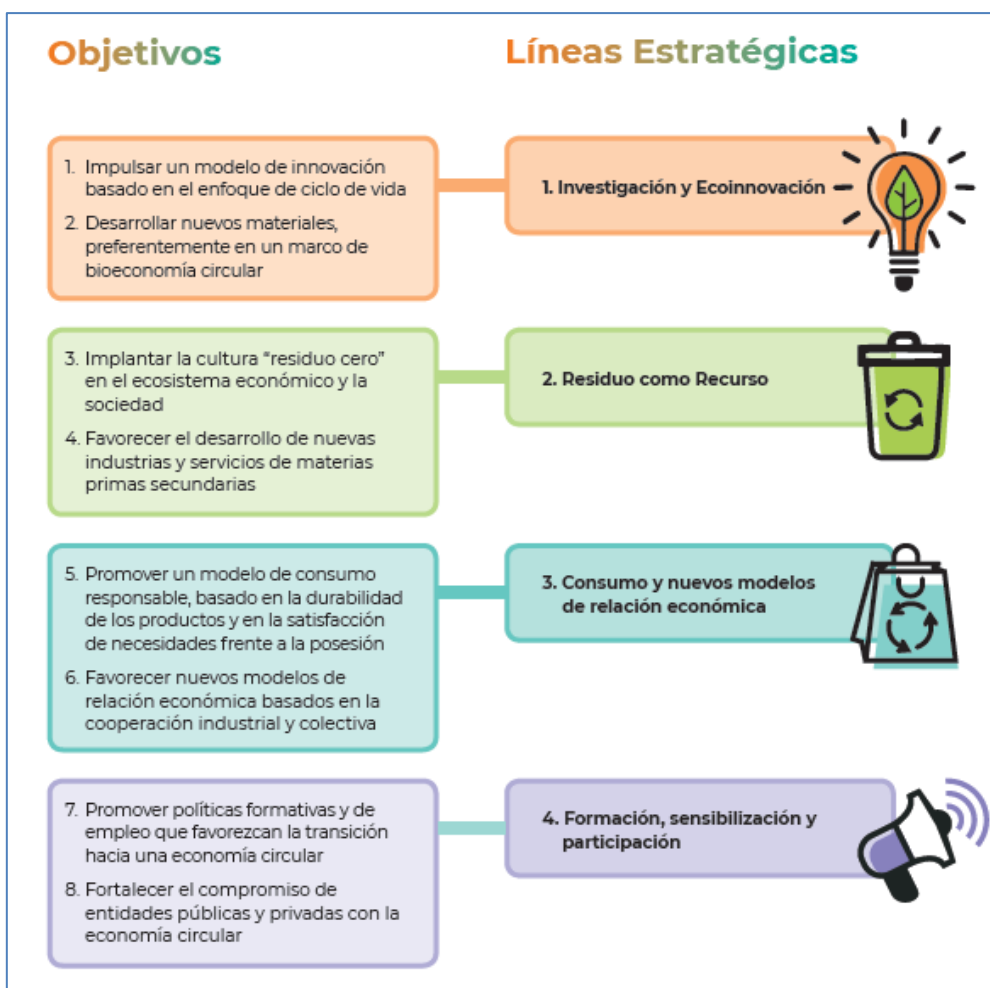 Objetivos
Líneas Estratégicas
1. Impulsar un modelo de innovación
basado en el enfoque de ciclo de vida
2. Desarrollar nuevos materiales,
preferentemente en un marco de
bioeconomía circular
1. Investigación y Ecoinnovación
3. Implantar la cultura “residuo cero”
en el ecosistema económico y la
sociedad
4. Favorecer el desarrollo de nuevas
industrias y servicios de materias
primas secundarias
2. Residuo como Recurso
5. Promover un modelo de consumo
responsable, basado en la durabilidad
de los productos y en la satisfacción
de necesidades frente a la posesión
6. Favorecer nuevos modelos de
relación económica basados en la
cooperación industrial y colectiva
3. Consumo y nuevos modelos
de relación económica
7. Promover políticas formativas y de
empleo que favorezcan la transición
hacia una economía circular
8. Fortalecer el compromiso de
entidades públicas y privadas con la
economía circular
4. Formación, sensibilización y
participación